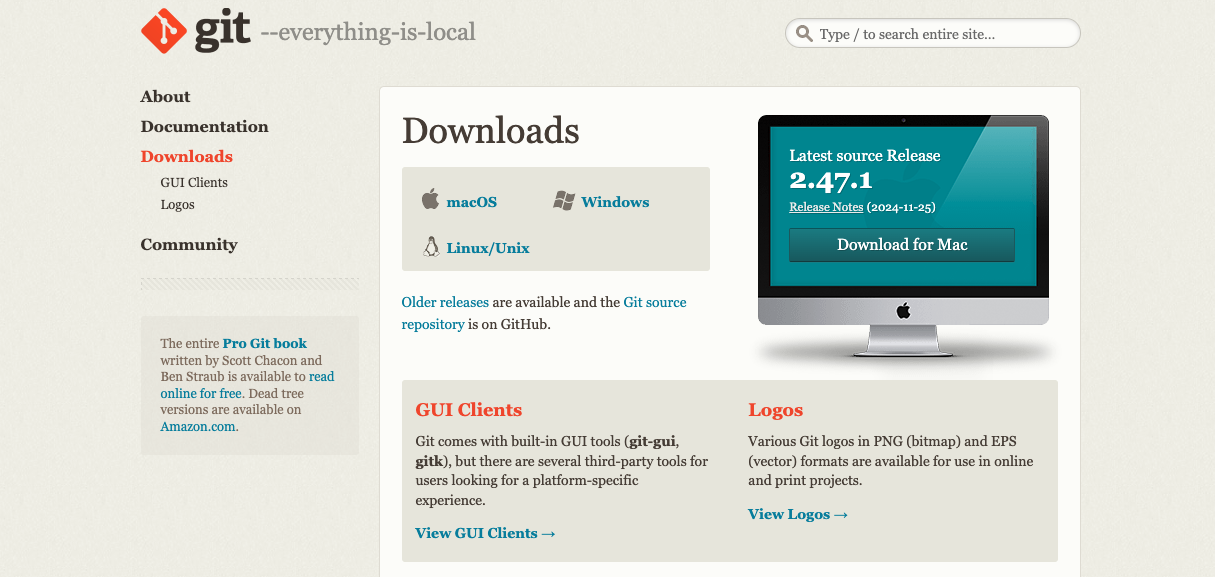 git --everything-is-local
Type / to search entire site...
About
Documentation
Downloads
GUI Clients
Logos
Community
The entire Pro Git book
written by Scott Chacon and
Ben Straub is available to read
online for free. Dead tree
versions are available on
Amazon.com.
Downloads
macOS
Windows
Linux/Unix
Older releases are available and the Git source
repository is on GitHub.
Latest source Release
2.47.1
Release Notes (2024-11-25)
Download for Mac
GUI Clients
Git comes with built-in GUI tools (git-gui,
gitk), but there are several third-party tools for
users looking for a platform-specific
experience.
View GUI Clients →
Logos
Various Git logos in PNG (bitmap) and EPS
(vector) formats are available for use in online
and print projects.
View Logos →